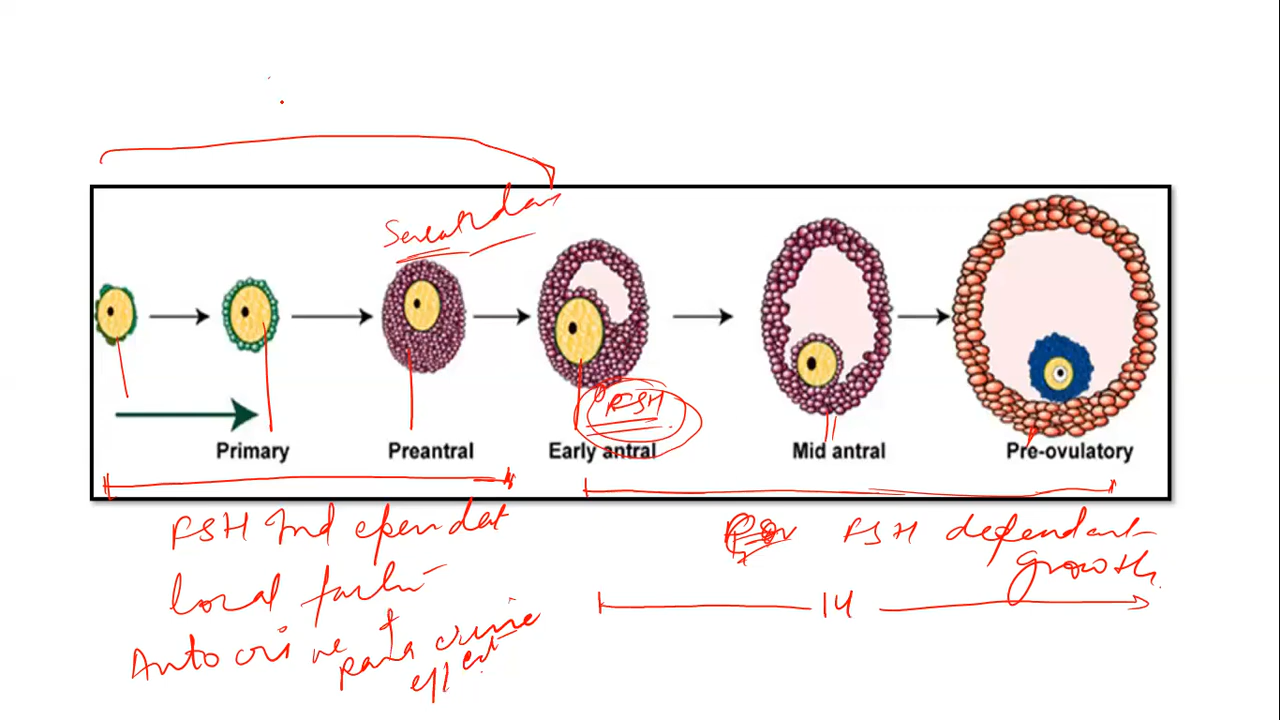 Secondary
FSH
Primary
Preantral
Early antral
Mid antral
Pre-ovulatory
FSH Independent
local factor
Autocrine + paracrine
effect
FSH dependant
growth
14